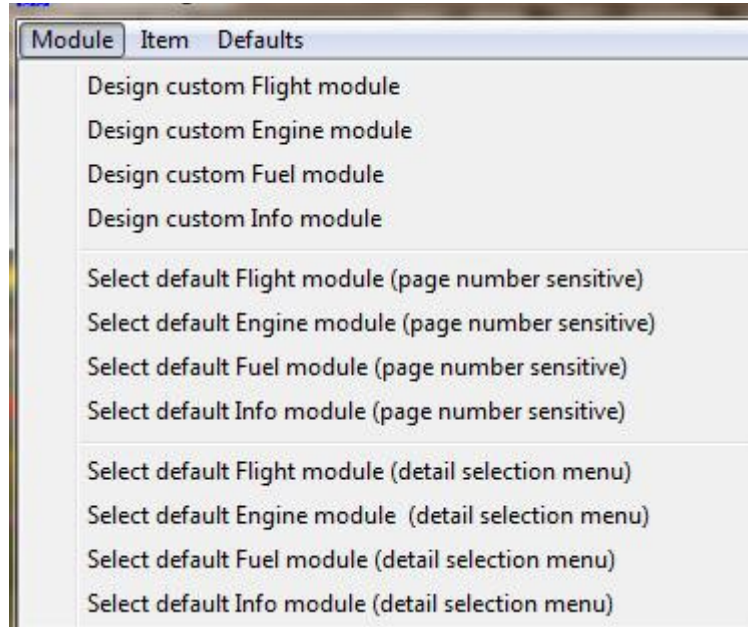 Module Item Defaults
Design custom Flight module
Design custom Engine module
Design custom Fuel module
Design custom Info module
Select default Flight module (page number sensitive)
Select default Engine module (page number sensitive)
Select default Fuel module (page number sensitive)
Select default Info module (page number sensitive)
Select default Flight module (detail selection menu)
Select default Engine module  (detail selection menu)
Select default Fuel module (detail selection menu)
Select default Info module (detail selection menu)